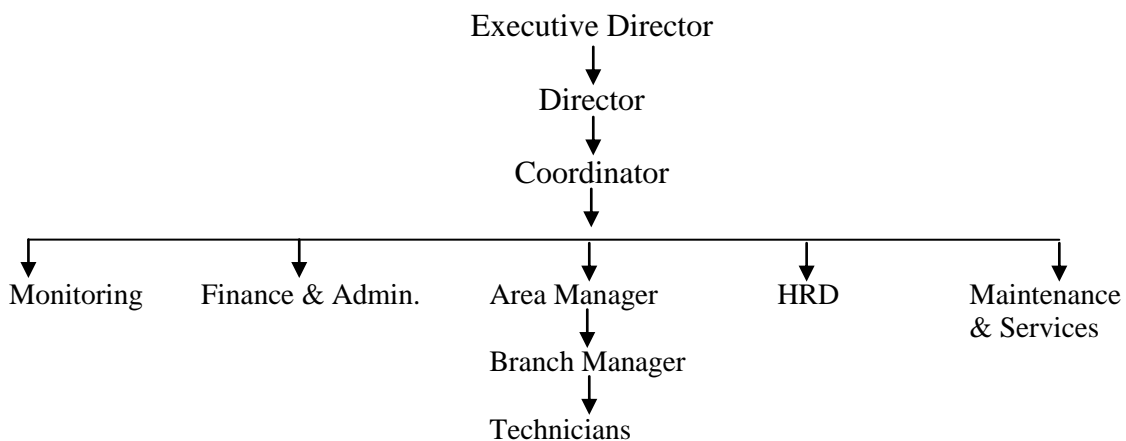 Executive Director
Director
Coordinator
Monitoring
Finance & Admin.
Area Manager
HRD
Maintenance
& Services
Branch Manager
Technicians